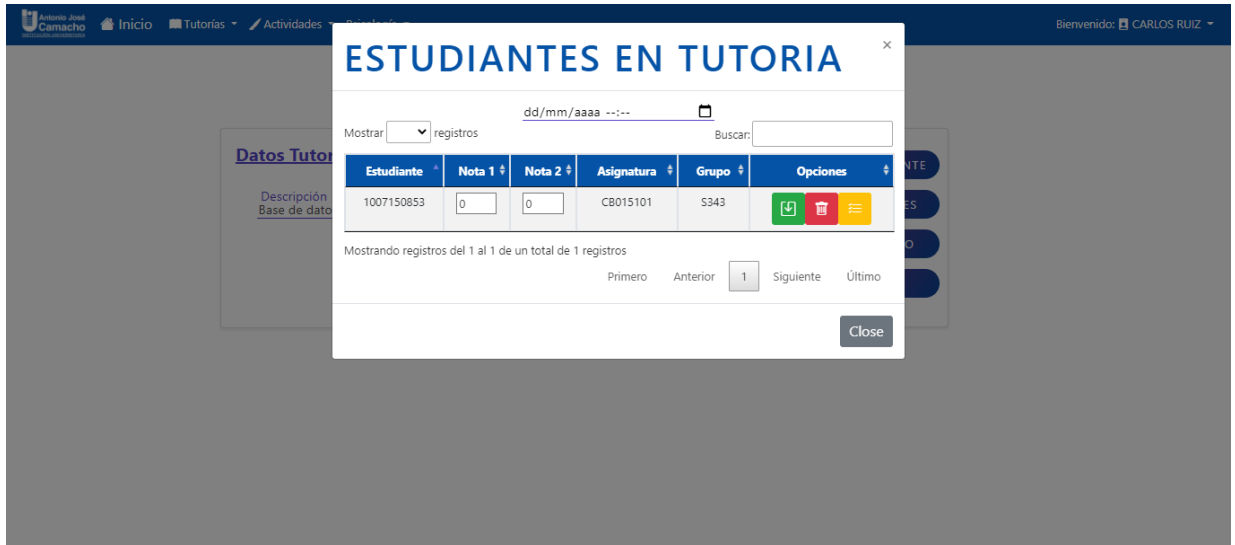 Antonio José
Camacho
Inicio
Tutorías
Actividades
Bienvenido: CARLOS RUIZ
ESTUDIANTES EN TUTORIA
×
dd/mm/aaaa --:--
Mostrar registros
Buscar:
Estudiante Nota 1 Nota 2 Asignatura Grupo Opciones
1007150853 0 0 CB015101 S343
Mostrando registros del 1 al 1 de un total de 1 registros
Primero Anterior 1 Siguiente Último
Close
Datos Tutor
Descripción
Base de dato
NTE
ES
O